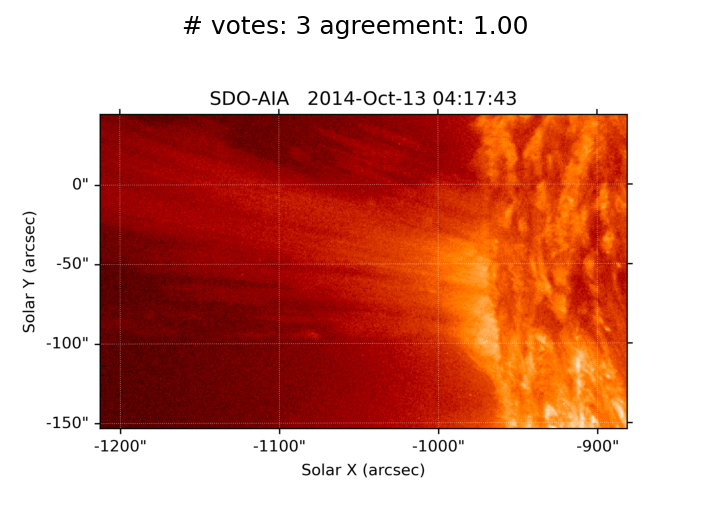 # votes: 3 agreement: 1.00
SDO-AIA 2014-Oct-13 04:17:43
Solar Y (arcsec)
0"
-50"
-100"
-150"
-1200" -1100" -1000" -900"
Solar X (arcsec)